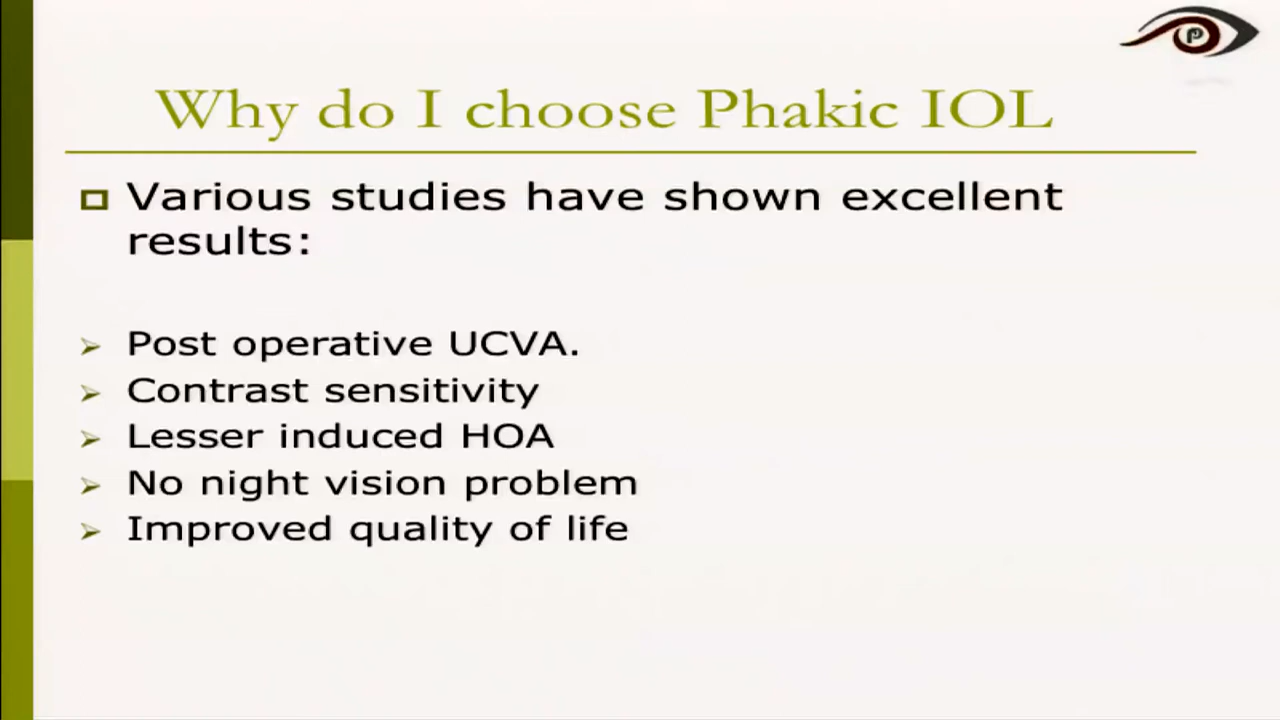 Why do I choose Phakic IOL
Various studies have shown excellent
results:
Post operative UCVA.
Contrast sensitivity
Lesser induced HOA
No night vision problem
Improved quality of life